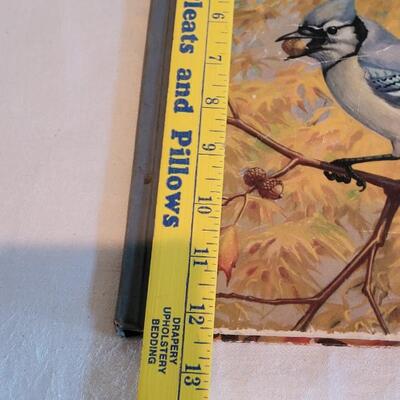 leats and Pillows
DRAPERY
UPHOLSTERY
BEDDING
6
7
8
9
10
11
12
13